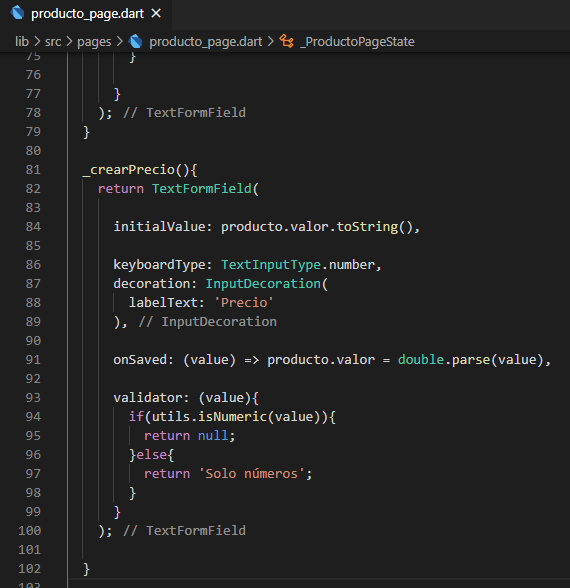 producto_page.dart ×
lib > src > pages > producto_page.dart > _ProductoPageState
75 }
76
77 }
78 ); // TextFormField
79 }
80
81 _crearPrecio(){
82 return TextFormField(
83
84 initialValue: producto.valor.toString(),
85
86 keyboardType: TextInputType.number,
87 decoration: InputDecoration(
88 labelText: 'Precio'
89 ), // InputDecoration
90
91 onSaved: (value) => producto.valor = double.parse(value),
92
93 validator: (value){
94 if(utils.isNumeric(value)){
95 return null;
96 }else{
97 return 'Solo números';
98 }
99 }
100 ); // TextFormField
101
102 }
103